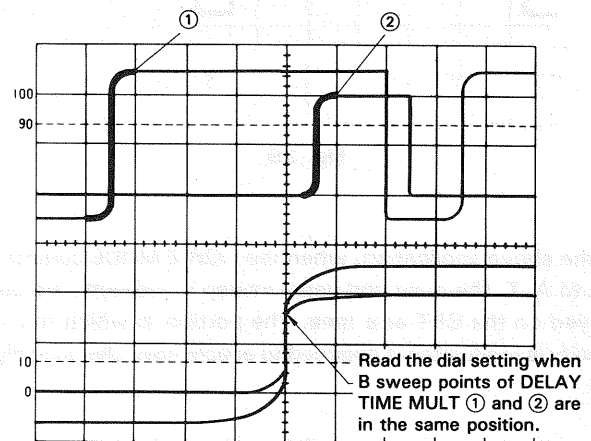 ① ②
100
90
10
0
Read the dial setting when
B sweep points of DELAY
TIME MULT ① and ② are
in the same position.